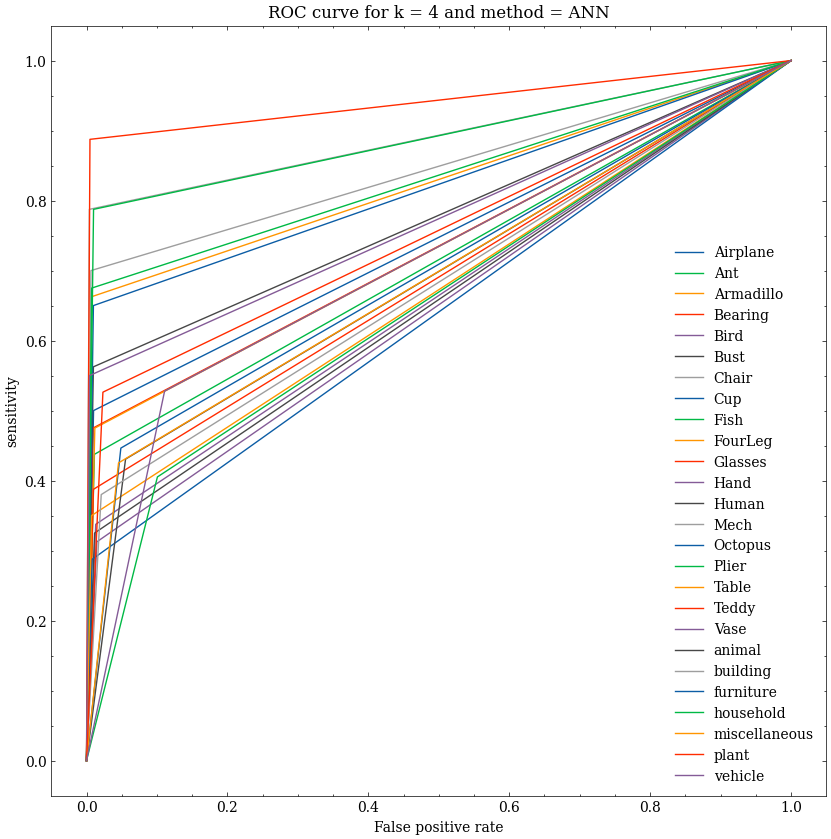 ROC curve for k = 4 and method = ANN
1.0
0.8
0.6
0.4
0.2
0.0
sensitivity
0.0 0.2 0.4 0.6 0.8 1.0
False positive rate
Airplane
Ant
Armadillo
Bearing
Bird
Bust
Chair
Cup
Fish
FourLeg
Glasses
Hand
Human
Mech
Octopus
Plier
Table
Teddy
Vase
animal
building
furniture
household
miscellaneous
plant
vehicle